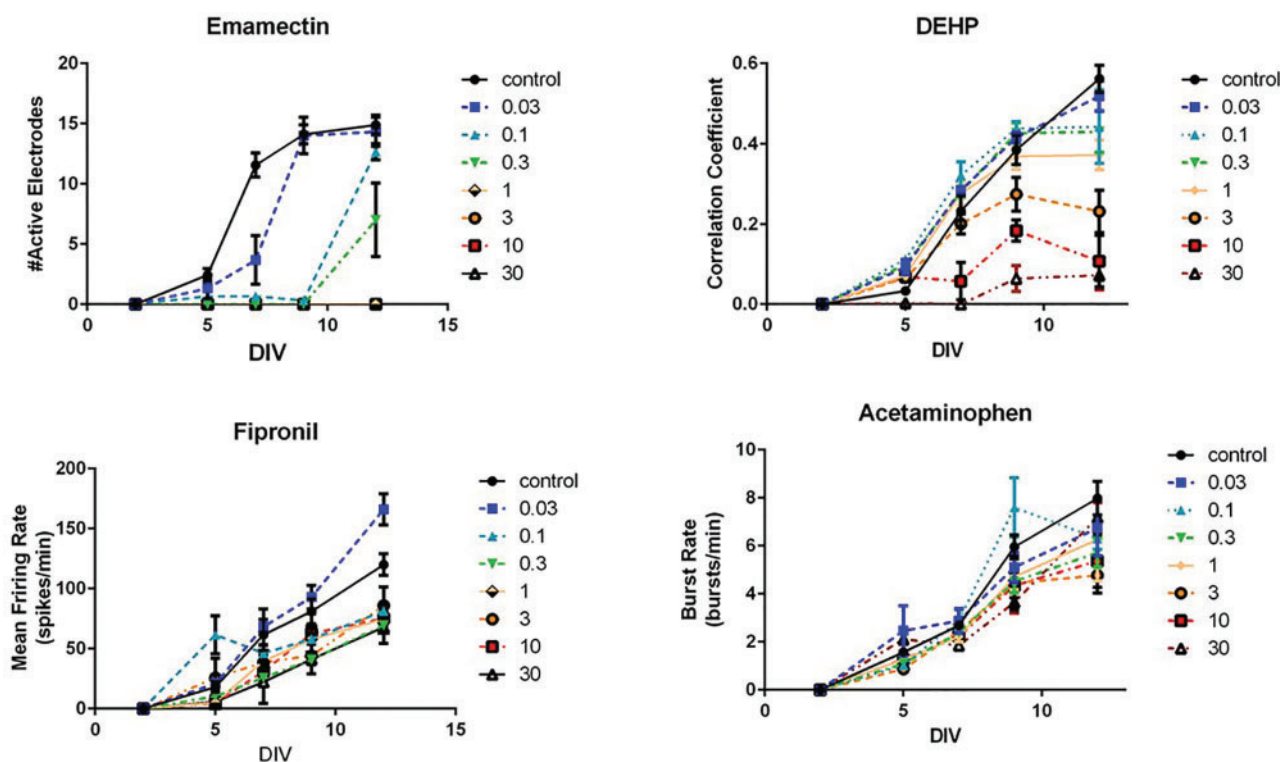 Emamectin
#Active Electrodes
20
15
10
5
0
0 5 10 15
DIV
control
0.03
0.1
0.3
1
3
10
30
DEHP
Correlation Coefficient
0.6
0.4
0.2
0.0
0 5 10
DIV
control
0.03
0.1
0.3
1
3
10
30
Fipronil
Mean Friring Rate
(spikes/min)
200
150
100
50
0
0 5 10 15
DIV
control
0.03
0.1
0.3
1
3
10
30
Acetaminophen
Burst Rate
(bursts/min)
10
8
6
4
2
0
0 5 10
DIV
control
0.03
0.1
0.3
1
3
10
30